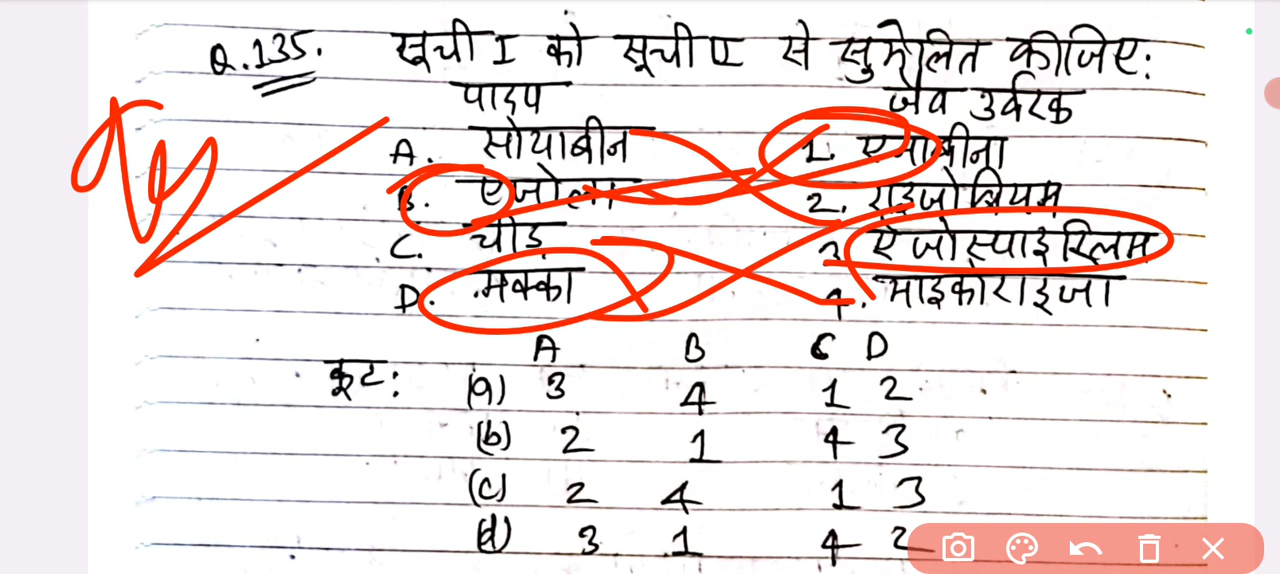 Q.135. सूची I को सूची II से सुमेलित कीजिए:
पादप जैव उर्वरक
A. सोयाबीन 1. एनाबीना
B. एजोला 2. राइजोबियम
C. चीड़ 3. ऐजोस्पाइरिलम
D. मक्का 4. माइकोराइजा
A B C D
कूट: (a) 3 4 1 2
(b) 2 1 4 3
(c) 2 4 1 3
(d) 3 1 4 2